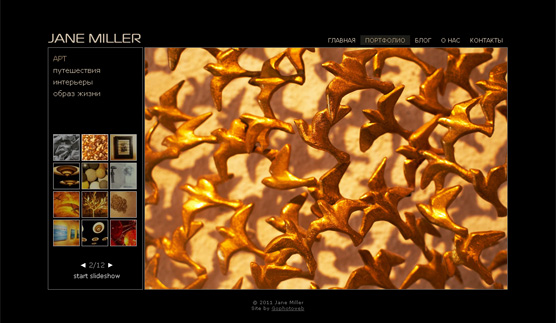 JANE MILLER
ГЛАВНАЯ ПОРТФОЛИО БЛОГ О НАС КОНТАКТЫ
АРТ
путешествия
интерьеры
образ жизни
◄ 2/12 ►
start slideshow
© 2011 Jane Miller
Site by Gophotoweb